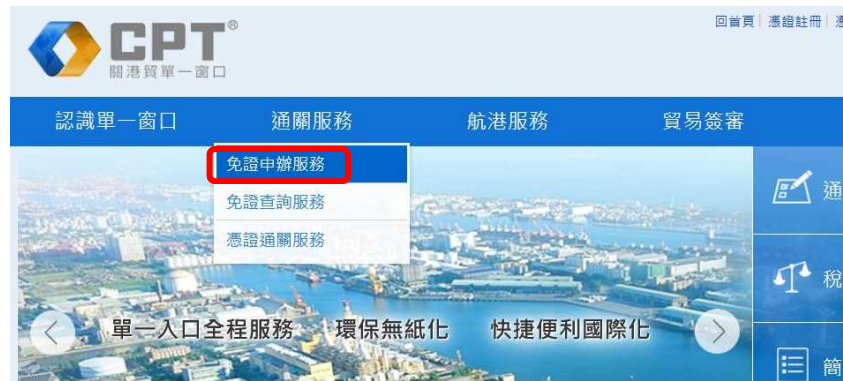 回首頁 | 憑證註冊 |
CPT®
關港貿單一窗口
認識單一窗口 通關服務 航港服務 貿易簽審
免證申辦服務
免證查詢服務
憑證通關服務
通
稅
單一入口全程服務 環保無紙化 快捷便利國際化
簡